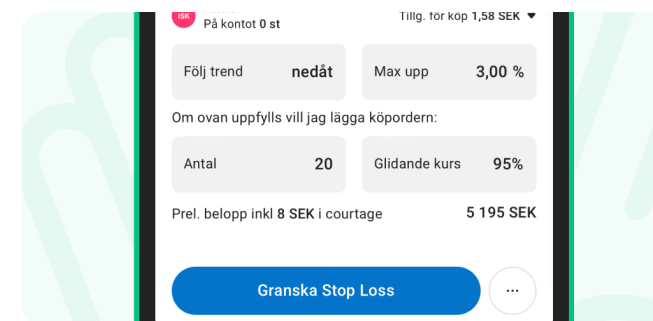 ISK
På kontot 0 st
Tillg. för köp 1,58 SEK
Följ trend nedåt
Max upp 3,00 %
Om ovan uppfylls vill jag lägga köpordern:
Antal 20
Glidande kurs 95%
Prel. belopp inkl 8 SEK i courtage 5 195 SEK
Granska Stop Loss
...